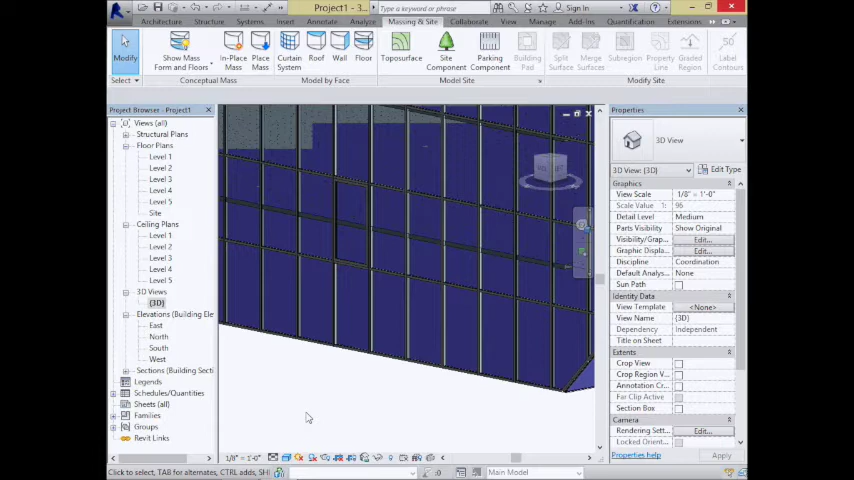 Project1 - 3...
Type a keyword or phrase
Sign In
Architecture Structure Systems Insert Annotate Analyze Massing & Site Collaborate View Manage Add-Ins Quantification Extensions
Modify
Show Mass Form and Floors
In-Place Mass
Place Mass
Curtain System
Roof
Wall
Floor
Toposurface
Site Component
Parking Component
Building Pad
Split Surface
Merge Surfaces
Subregion
Property Line
Graded Region
Label Contours
Select
Conceptual Mass
Model by Face
Model Site
Modify Site
Project Browser - Project1
Views (all)
Structural Plans
Floor Plans
Level 1
Level 2
Level 3
Level 4
Level 5
Site
Ceiling Plans
Level 1
Level 2
Level 3
Level 4
Level 5
3D Views
{3D}
Elevations (Building Ele
East
North
South
West
Sections (Building Sect
Legends
Schedules/Quantities
Sheets (all)
Families
Groups
Revit Links
Properties
3D View
3D View: {3D}
Edit Type
Graphics
View Scale 1/8" = 1'-0"
Scale Value 1: 96
Detail Level Medium
Parts Visibility Show Original
Visibility/Grap... Edit...
Graphic Displa... Edit...
Discipline Coordination
Default Analys... None
Sun Path
Identity Data
View Template <None>
View Name {3D}
Dependency Independent
Title on Sheet
Extents
Crop View
Crop Region V...
Annotation Cr...
Far Clip Active
Section Box
Camera
Rendering Sett... Edit...
Locked Orient...
Properties help
Apply
1/8" = 1'-0"
Click to select, TAB for alternates, CTRL adds, SHI
:0
Main Model